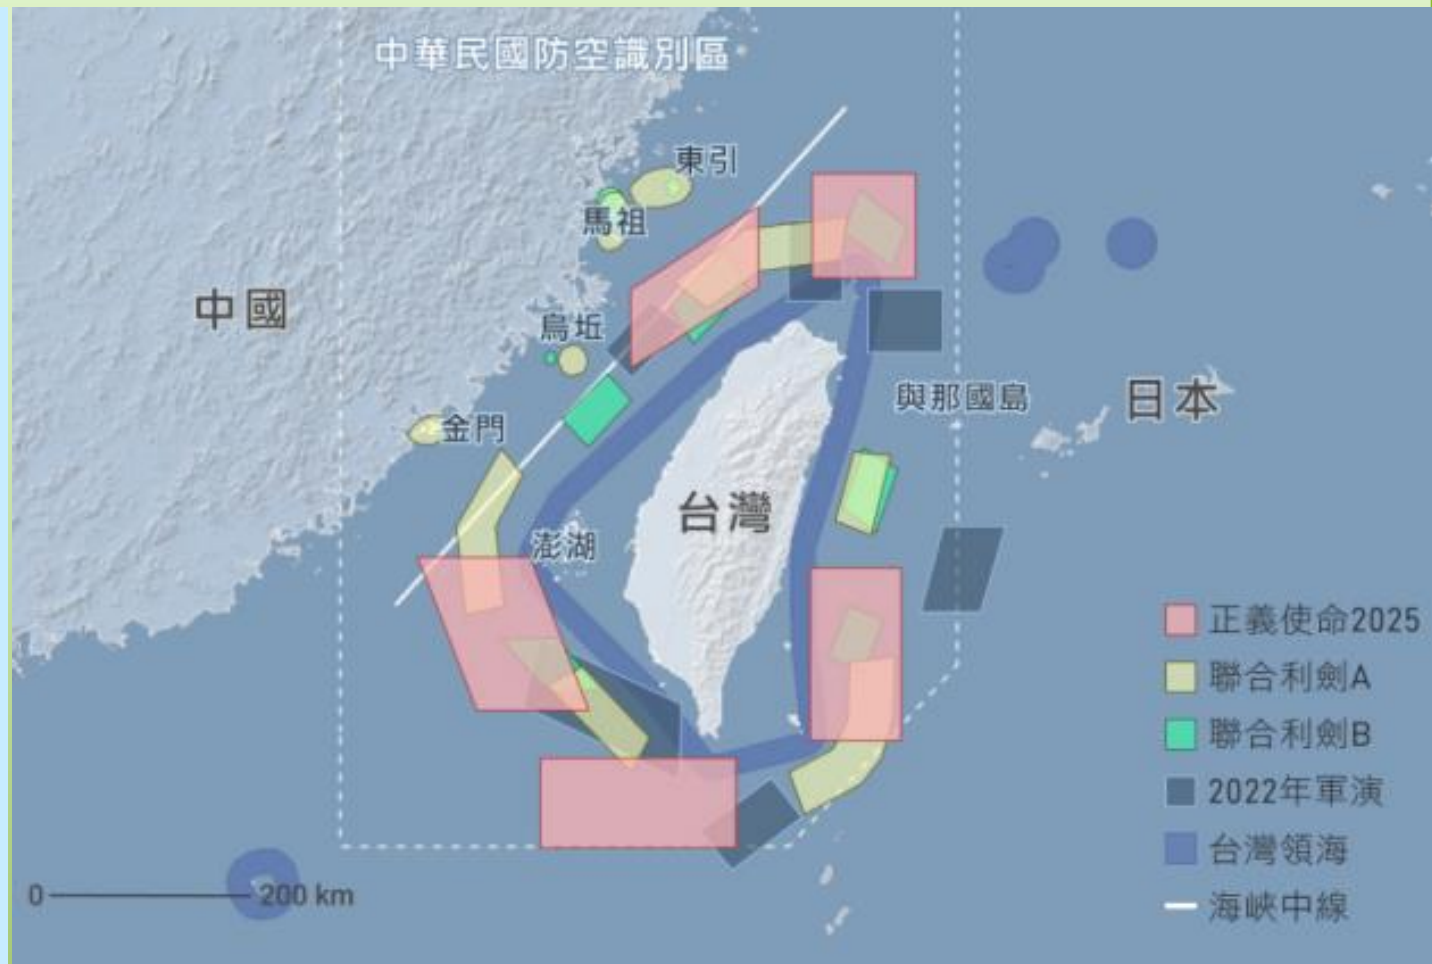 中華民國防空識別區
東引
馬祖
中國
烏坵
與那國島
日本
金門
台灣
澎湖
正義使命2025
聯合利劍A
聯合利劍B
2022年軍演
台灣領海
海峽中線
0
200 km